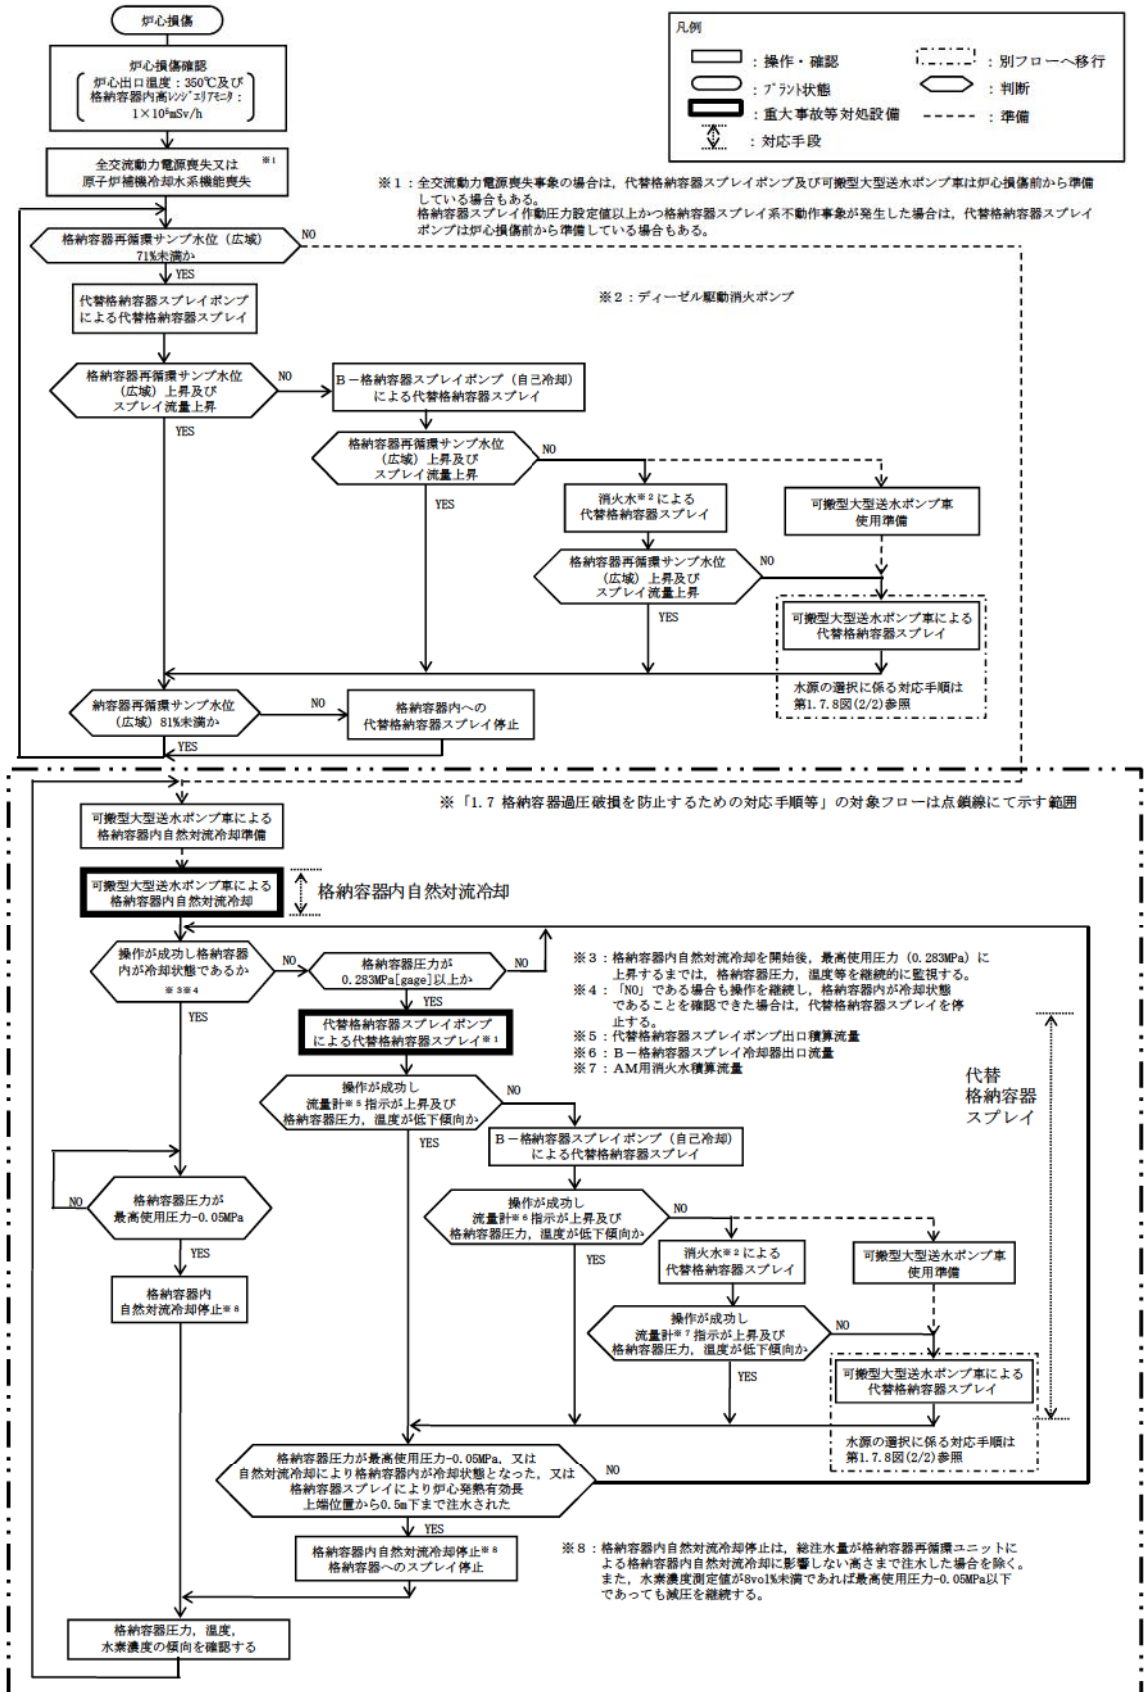 炉心損傷
炉心損傷確認
炉心出口温度：350℃及び
格納容器内高ﾚﾝｼﾞｴﾘｱﾓﾆﾀ：
1×10⁵mSv/h
全交流動力電源喪失又は ※1
原子炉補機冷却水系機能喪失
凡例
：操作・確認
：ﾌﾟﾗﾝﾄ状態
：重大事故等対処設備
：対応手段
：別フローへ移行
：判断
：準備
※1：全交流動力電源喪失事象の場合は，代替格納容器スプレイポンプ及び可搬型大型送水ポンプ車は炉心損傷前から準備
している場合もある。
格納容器スプレイ作動圧力設定値以上かつ格納容器スプレイ系不動作事象が発生した場合は，代替格納容器スプレイ
ポンプは炉心損傷前から準備している場合もある。
格納容器再循環サンプ水位（広域）
71%未満か
NO
YES
※2：ディーゼル駆動消火ポンプ
代替格納容器スプレイポンプ
による代替格納容器スプレイ
格納容器再循環サンプ水位
（広域）上昇及び
スプレイ流量上昇
NO
YES
B－格納容器スプレイポンプ（自己冷却）
による代替格納容器スプレイ
格納容器再循環サンプ水位
（広域）上昇及び
スプレイ流量上昇
NO
YES
消火水※2による
代替格納容器スプレイ
可搬型大型送水ポンプ車
使用準備
格納容器再循環サンプ水位
（広域）上昇及び
スプレイ流量上昇
NO
YES
可搬型大型送水ポンプ車による
代替格納容器スプレイ
水源の選択に係る対応手順は
第1.7.8図(2/2)参照
納容器再循環サンプ水位
（広域）81%未満か
NO
YES
格納容器内への
代替格納容器スプレイ停止
※「1.7 格納容器過圧破損を防止するための対応手順等」の対象フローは点鎖線にて示す範囲
可搬型大型送水ポンプ車による
格納容器内自然対流冷却準備
可搬型大型送水ポンプ車による
格納容器内自然対流冷却
格納容器内自然対流冷却
操作が成功し格納容器
内が冷却状態であるか
※3※4
NO
YES
格納容器圧力が
0.283MPa[gage]以上か
NO
YES
※3：格納容器内自然対流冷却を開始後，最高使用圧力（0.283MPa）に
上昇するまでは，格納容器圧力，温度等を継続的に監視する。
※4：「NO」である場合も操作を継続し，格納容器内が冷却状態
であることを確認できた場合は，代替格納容器スプレイを停
止する。
※5：代替格納容器スプレイポンプ出口積算流量
※6：B－格納容器スプレイ冷却器出口流量
※7：AM用消火水積算流量
代替格納容器スプレイポンプ
による代替格納容器スプレイ※1
代替
格納容器
スプレイ
操作が成功し
流量計※5指示が上昇及び
格納容器圧力，温度が低下傾向か
NO
YES
B－格納容器スプレイポンプ（自己冷却）
による代替格納容器スプレイ
格納容器圧力が
最高使用圧力-0.05MPa
NO
YES
操作が成功し
流量計※6指示が上昇及び
格納容器圧力，温度が低下傾向か
NO
YES
消火水※2による
代替格納容器スプレイ
可搬型大型送水ポンプ車
使用準備
格納容器内
自然対流冷却停止※8
操作が成功し
流量計※7指示が上昇及び
格納容器圧力，温度が低下傾向か
NO
YES
可搬型大型送水ポンプ車による
代替格納容器スプレイ
水源の選択に係る対応手順は
第1.7.8図(2/2)参照
格納容器圧力が最高使用圧力-0.05MPa，又は
自然対流冷却により格納容器内が冷却状態となった，又は
格納容器スプレイにより炉心発熱有効長
上端位置から0.5m下まで注水された
NO
YES
格納容器内自然対流冷却停止※8
格納容器へのスプレイ停止
※8：格納容器内自然対流冷却停止は，総注水量が格納容器再循環ユニットに
よる格納容器内自然対流冷却に影響しない高さまで注水した場合を除く。
また，水素濃度測定値が8vol%未満であれば最高使用圧力-0.05MPa以下
であっても減圧を継続する。
格納容器圧力，温度，
水素濃度の傾向を確認する